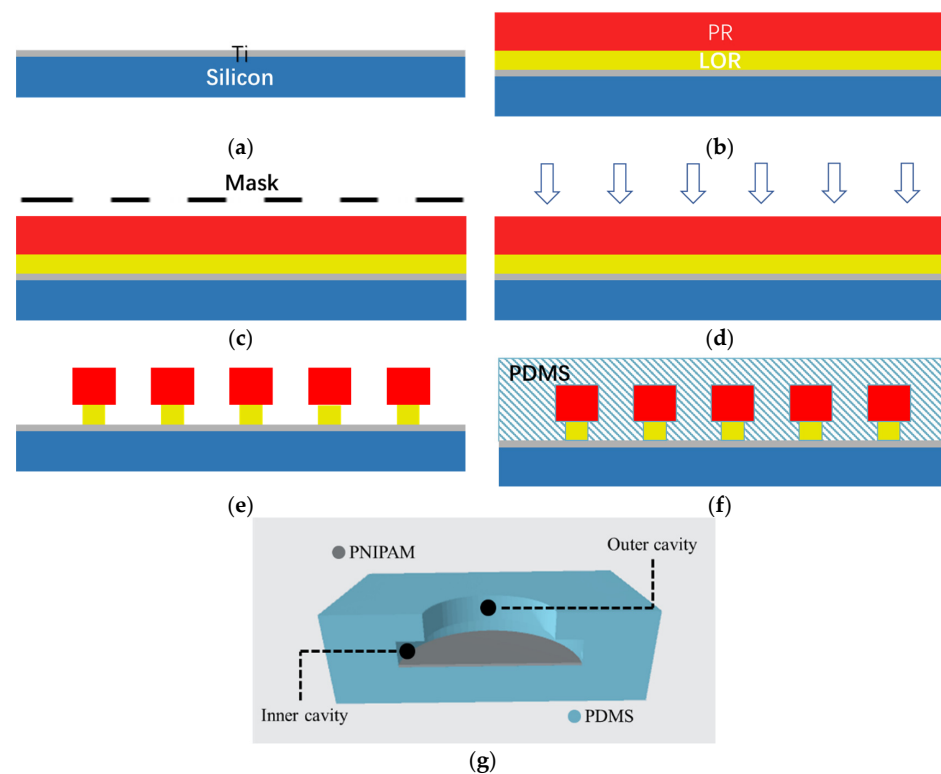 Ti
Silicon
(a)
PR
LOR
(b)
Mask
(c)
(d)
(e)
PDMS
(f)
PNIPAM
Outer cavity
Inner cavity
PDMS
(g)